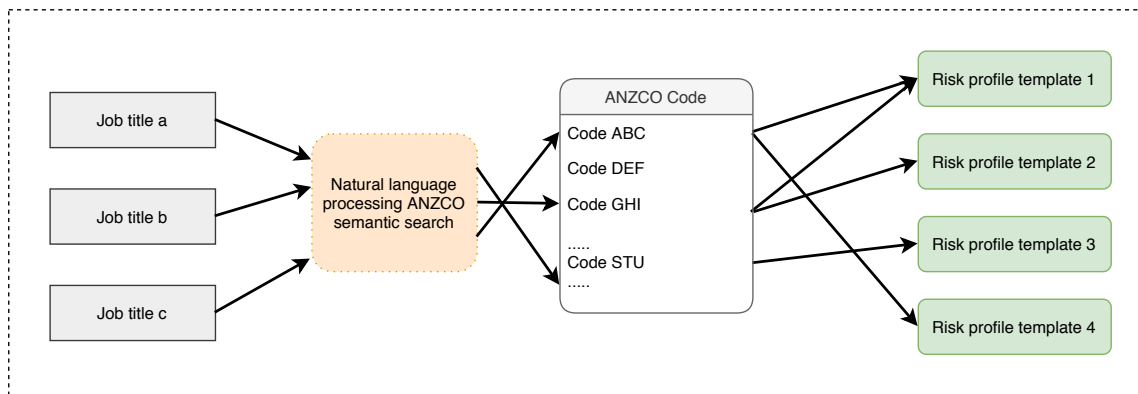 Job title a
Job title b
Job title c
Natural language
processing ANZCO
semantic search
ANZCO Code
Code ABC
Code DEF
Code GHI
.....
Code STU
.....
Risk profile template 1
Risk profile template 2
Risk profile template 3
Risk profile template 4